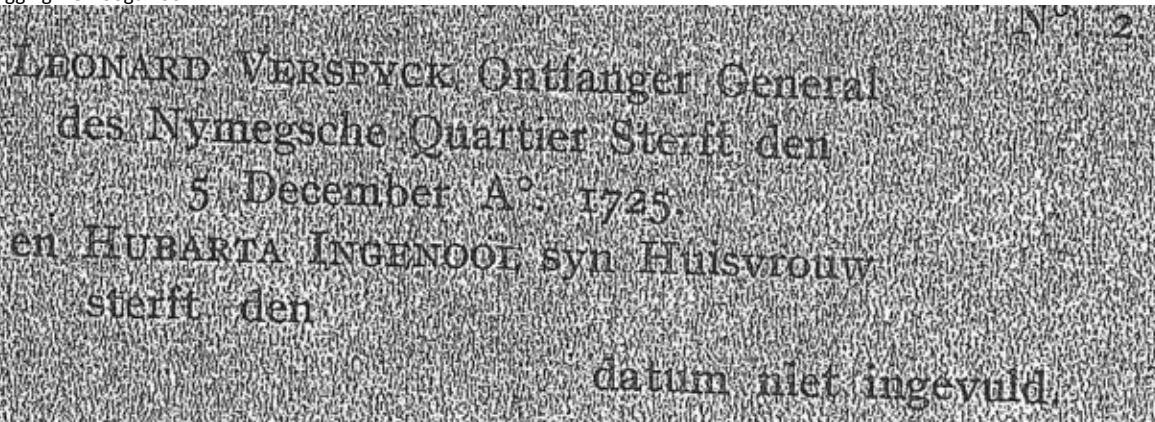 No. 2
LEONARD VERSPYCK Ontfanger General
des Nymegsche Quartier Sterft den
5 December A°. 1725.
en HUBARTA INGENOOL syn Huisvrouw
sterft den
datum niet ingevuld.